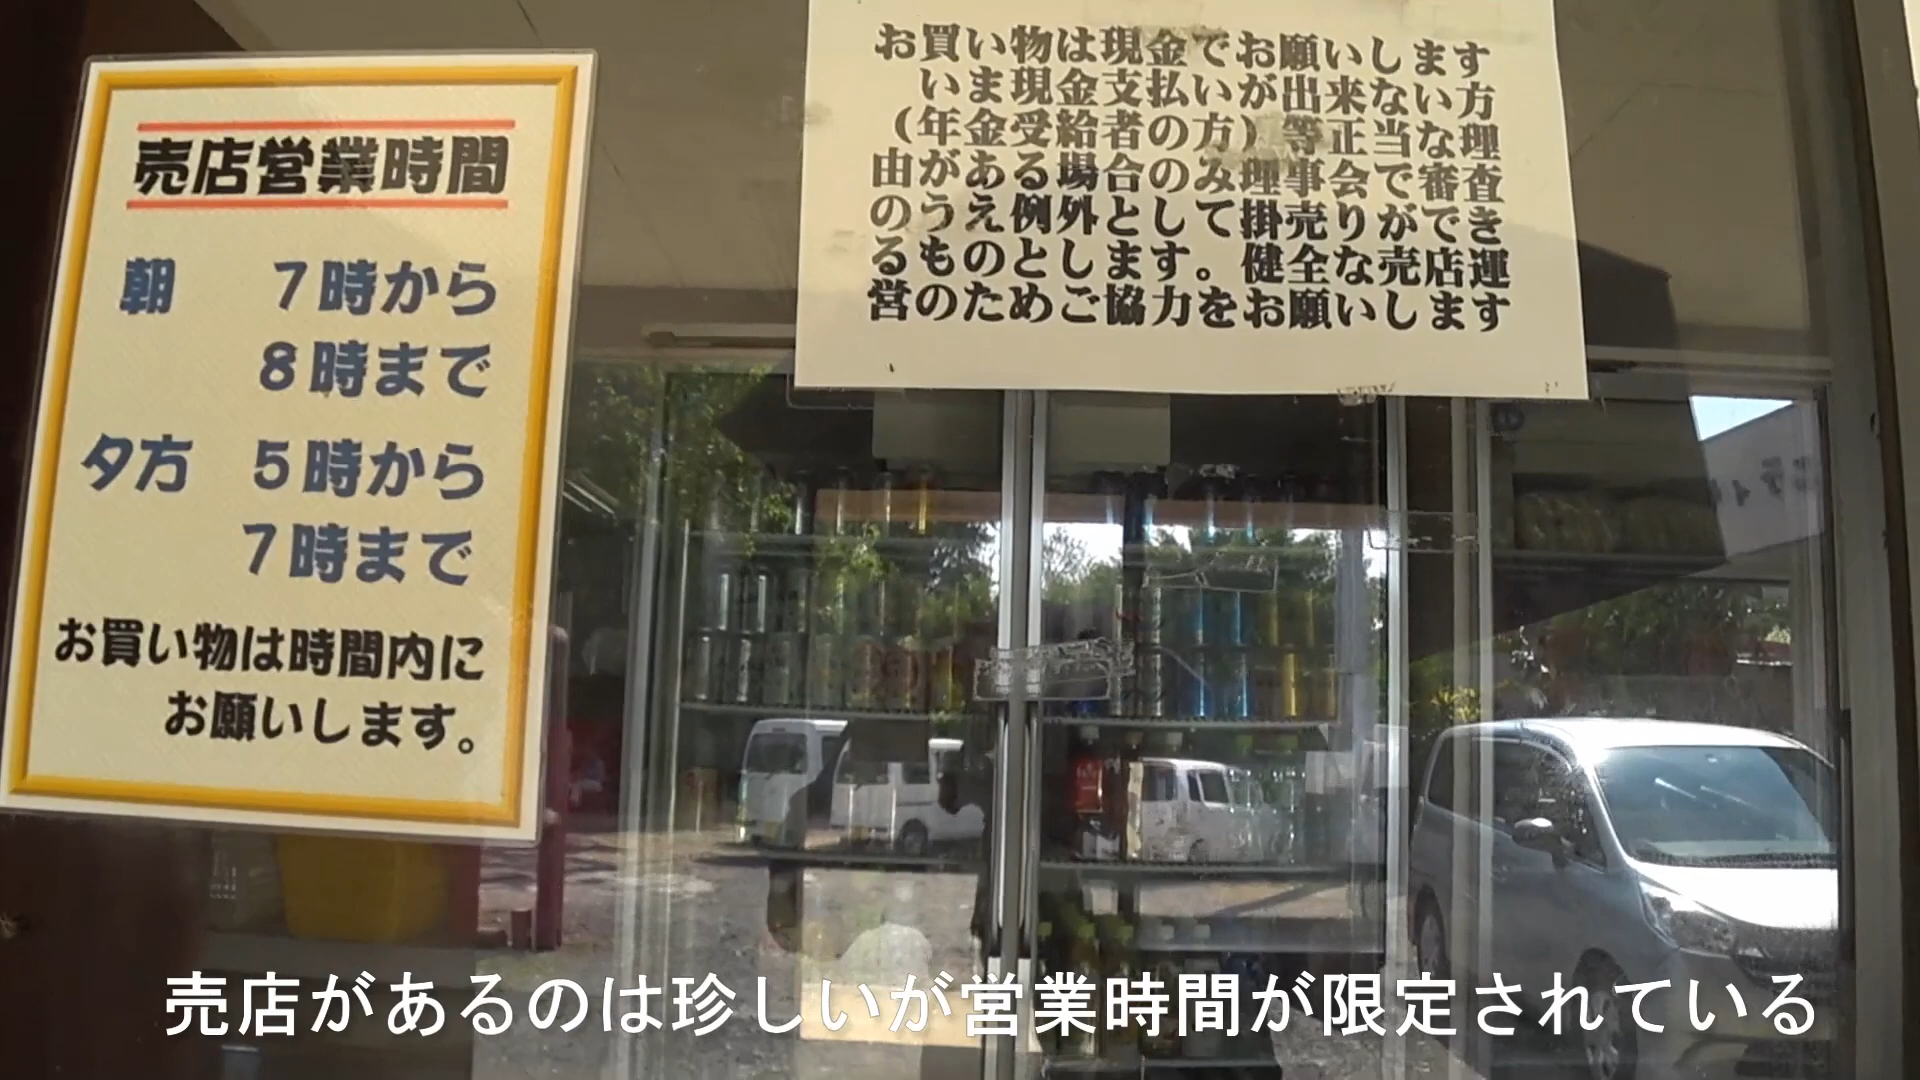 売店営業時間
朝　７時から
８時まで
夕方　５時から
７時まで
お買い物は時間内に
お願いします。
お買い物は現金でお願いします
いま現金支払いが出来ない方
（年金受給者の方）等正当な理
由がある場合のみ理事会で審査
のうえ例外として掛売りができ
るものとします。健全な売店運
営のためご協力をお願いします
売店があるのは珍しいが営業時間が限定されている